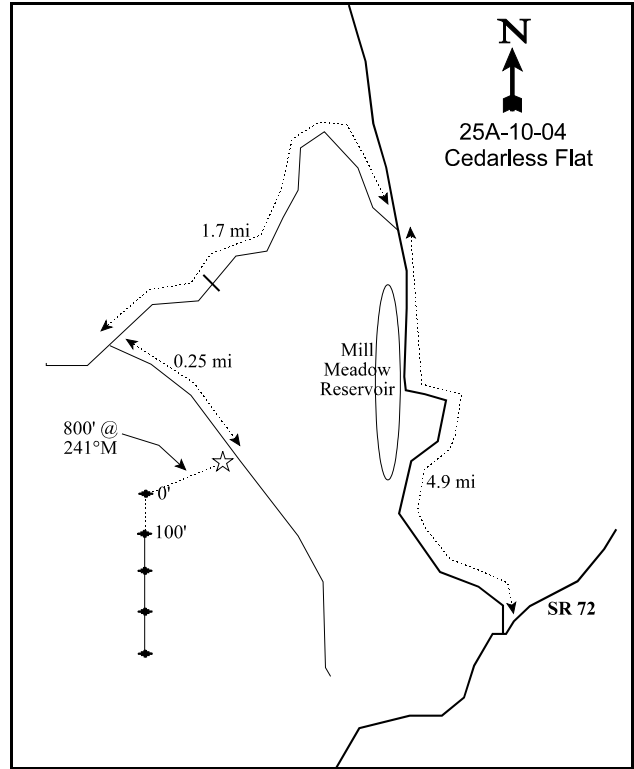 N
25A-10-04
Cedarless Flat
1.7 mi
0.25 mi
Mill
Meadow
Reservoir
800' @
241°M
0'
100'
4.9 mi
SR 72